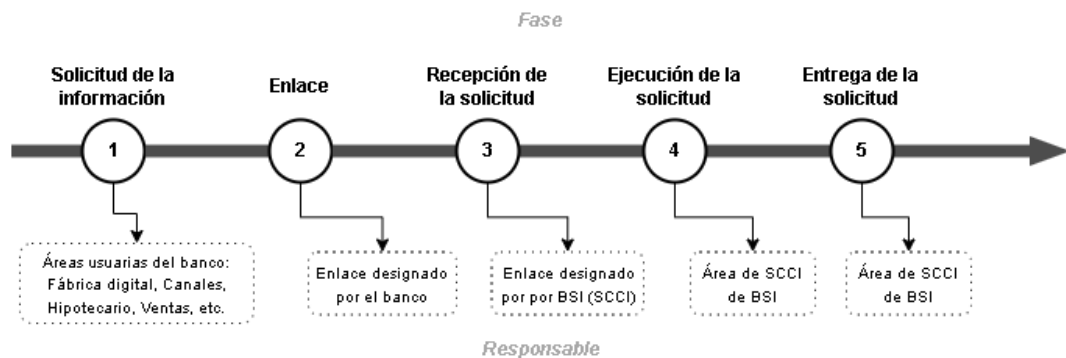 Fase
Solicitud de la
información
Enlace
Recepción de
la solicitud
Ejecución de la
solicitud
Entrega de la
solicitud
1
2
3
4
5
Áreas usuarias del banco:
Fábrica digital, Canales,
Hipotecario, Ventas, etc.
Enlace designado
por el banco
Enlace designado
por por BSI (SCCI)
Área de SCCI
de BSI
Área de SCCI
de BSI
Responsable